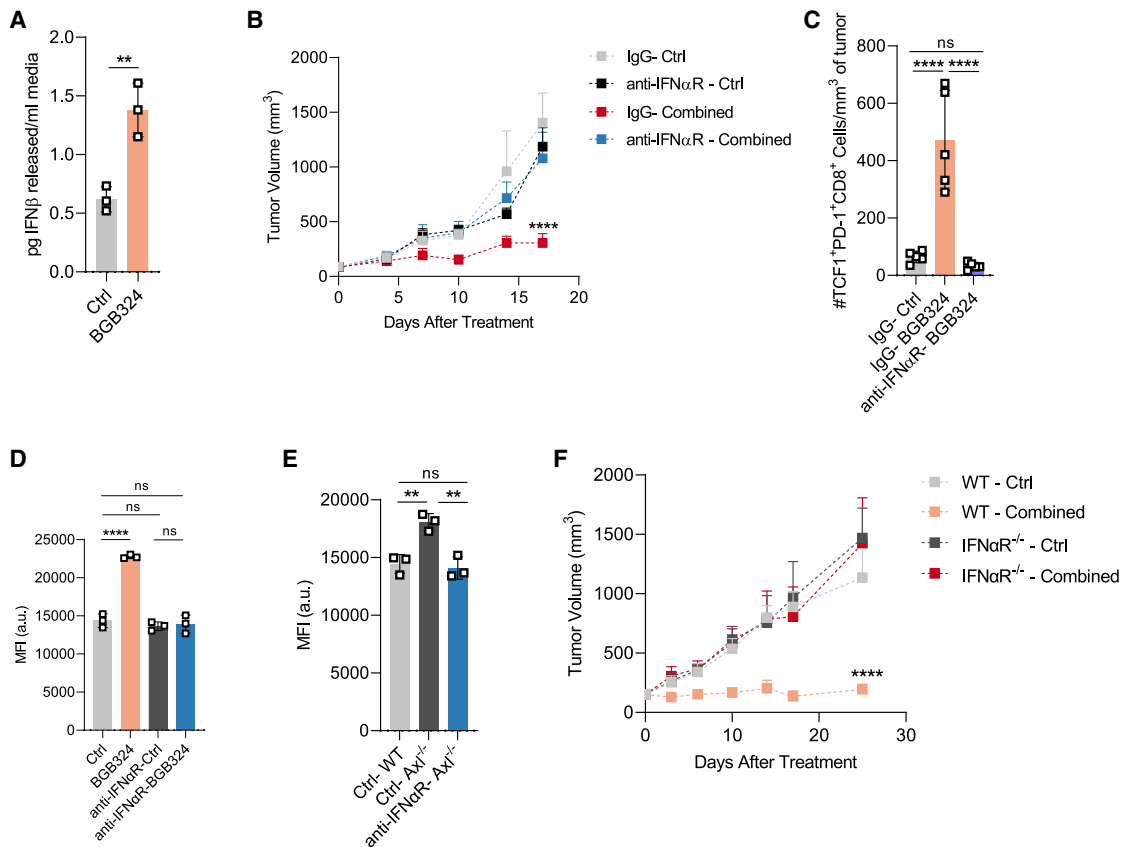 A
pg IFNβ released/ml media
2.0
1.5
1.0
0.5
0.0
**
Ctrl
BGB324
B
Tumor Volume (mm³)
2000
1500
1000
500
0
0
5
10
15
20
Days After Treatment
****
IgG- Ctrl
anti-IFNαR - Ctrl
IgG- Combined
anti-IFNαR - Combined
C
#TCF1⁺PD-1⁺CD8⁺ Cells/mm³ of tumor
800
600
400
200
0
ns
**** ****
IgG- Ctrl
IgG- BGB324
anti-IFNαR- BGB324
D
MFI (a.u.)
25000
20000
15000
10000
5000
0
ns
ns
**** ns
Ctrl
BGB324
anti-IFNαR-Ctrl
anti-IFNαR-BGB324
E
MFI (a.u.)
20000
15000
10000
5000
0
ns
** **
Ctrl- WT
Ctrl- Axl⁻/⁻
anti-IFNαR- Axl⁻/⁻
F
Tumor Volume (mm³)
2000
1500
1000
500
0
0
10
20
30
Days After Treatment
****
WT - Ctrl
WT - Combined
IFNαR⁻/⁻ - Ctrl
IFNαR⁻/⁻ - Combined